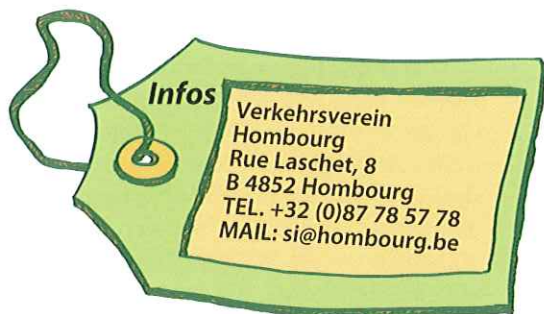 Infos
Verkehrsverein
Hombourg
Rue Laschet, 8
B 4852 Hombourg
TEL. +32 (0)87 78 57 78
MAIL: si@hombourg.be